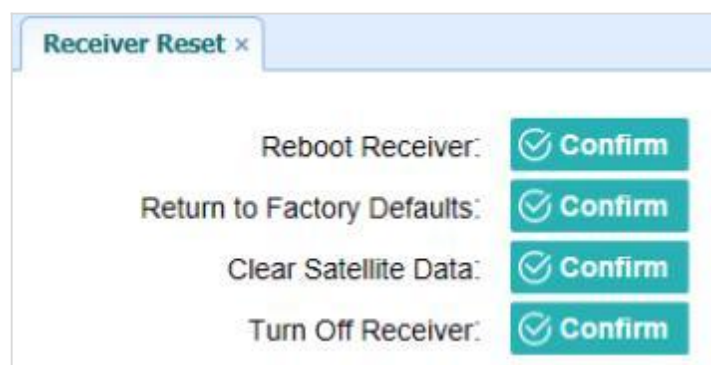 Receiver Reset ×
Reboot Receiver: Confirm
Return to Factory Defaults: Confirm
Clear Satellite Data: Confirm
Turn Off Receiver: Confirm